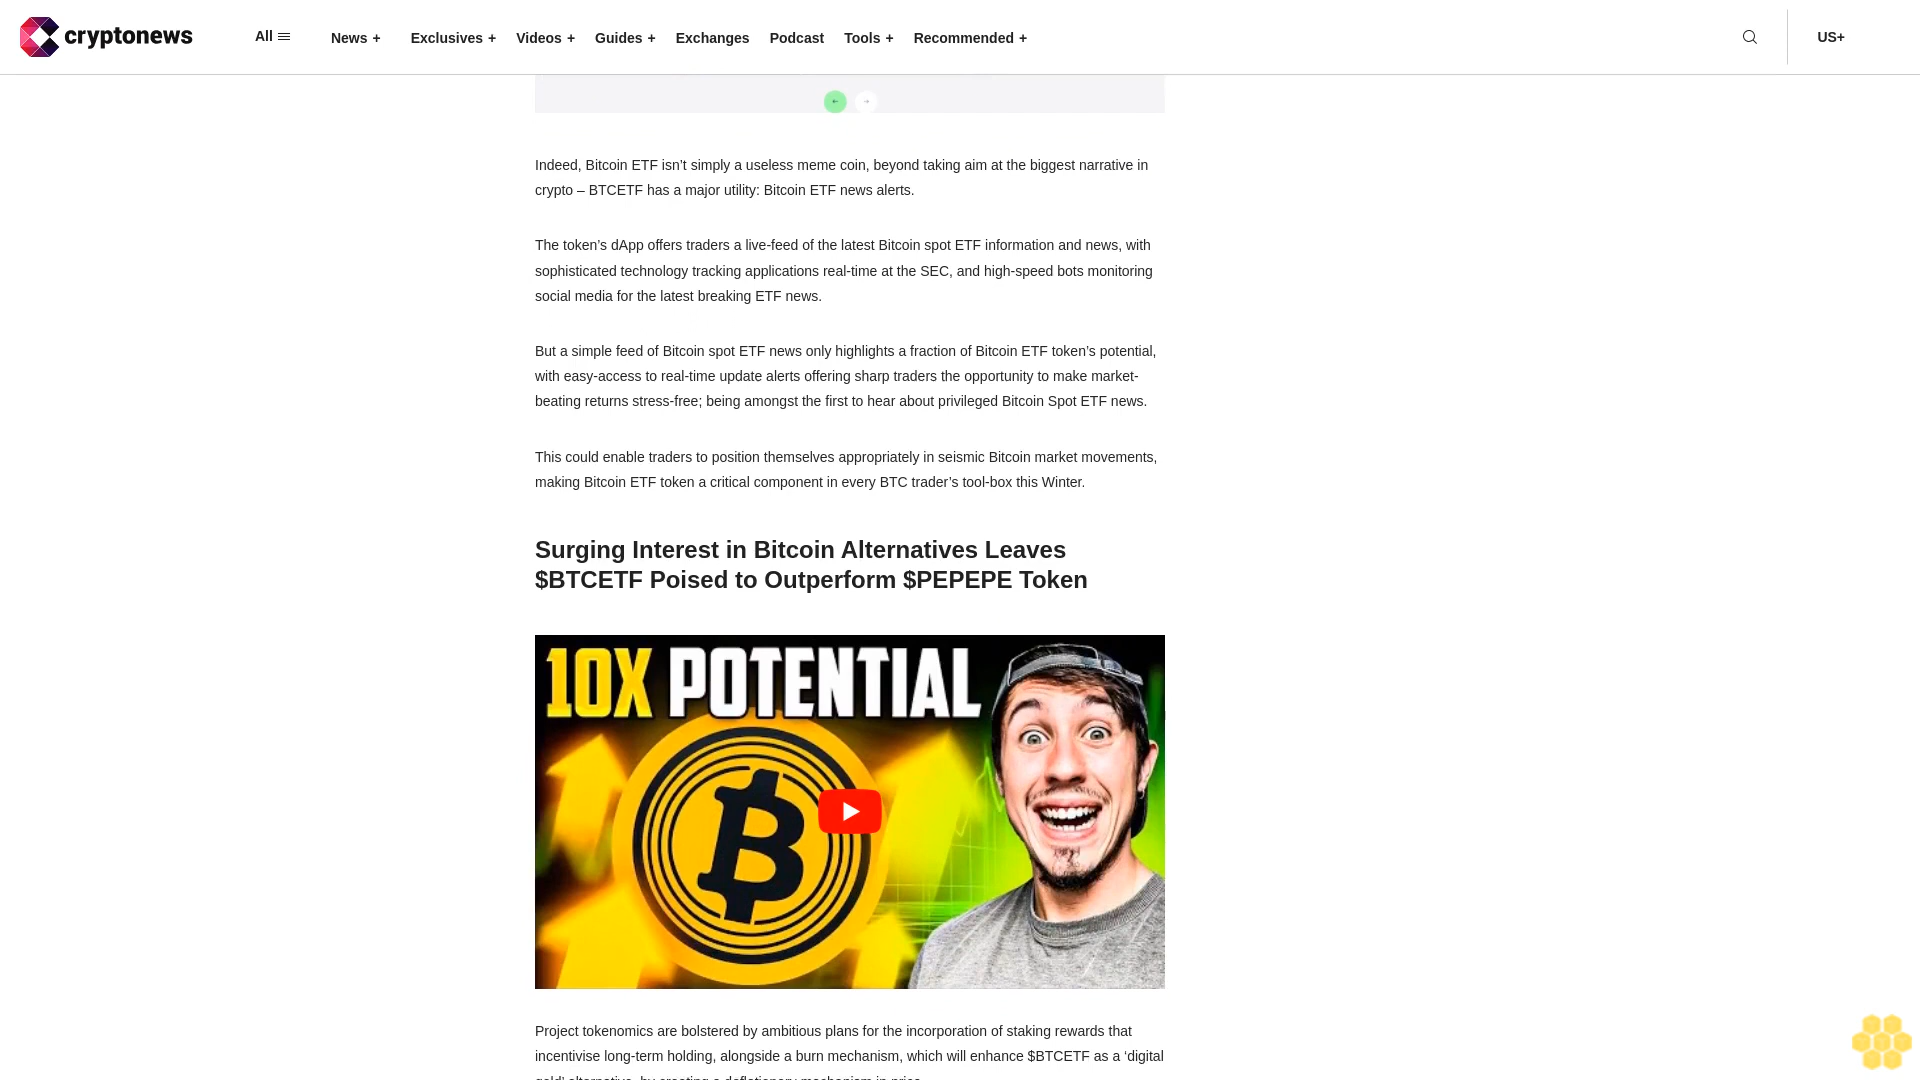 cryptonews
All
News +
Exclusives +
Videos +
Guides +
Exchanges
Podcast
Tools +
Recommended +
US+
Indeed, Bitcoin ETF isn’t simply a useless meme coin, beyond taking aim at the biggest narrative in
crypto – BTCETF has a major utility: Bitcoin ETF news alerts.
The token’s dApp offers traders a live-feed of the latest Bitcoin spot ETF information and news, with
sophisticated technology tracking applications real-time at the SEC, and high-speed bots monitoring
social media for the latest breaking ETF news.
But a simple feed of Bitcoin spot ETF news only highlights a fraction of Bitcoin ETF token’s potential,
with easy-access to real-time update alerts offering sharp traders the opportunity to make market-
beating returns stress-free; being amongst the first to hear about privileged Bitcoin Spot ETF news.
This could enable traders to position themselves appropriately in seismic Bitcoin market movements,
making Bitcoin ETF token a critical component in every BTC trader’s tool-box this Winter.
Surging Interest in Bitcoin Alternatives Leaves
$BTCETF Poised to Outperform $PEPEPE Token
10X POTENTIAL
Project tokenomics are bolstered by ambitious plans for the incorporation of staking rewards that
incentivise long-term holding, alongside a burn mechanism, which will enhance $BTCETF as a ‘digital
gold’ alternative, by creating a deflationary mechanism in price.